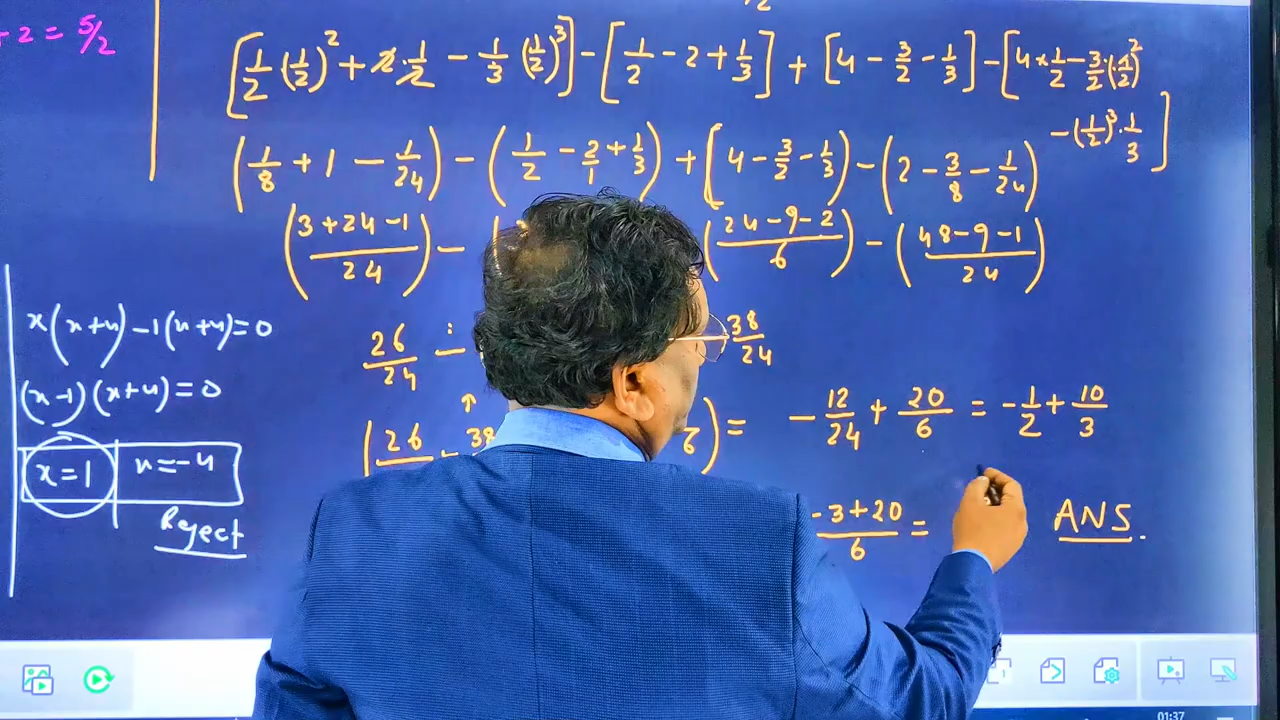 + 2 = 5/2
[1/2 (1/2)² + 2·1/2 − 1/3 (1/2)³] − [1/2 − 2 + 1/3] + [4 − 3/2 − 1/3] − [4×1/2 − 3/2·(1/2)²
− (1/2)³·1/3]
(1/8 + 1 − 1/24) − (1/2 − 2/1 + 1/3) + [4 − 3/2 − 1/3) − (2 − 3/8 − 1/24)
((3+24−1)/24) − ( ((24−9−2)/6) − ((48−9−1)/24)
26/24 − 38/24
(26 − 38 6) = −12/24 + 20/6 = −1/2 + 10/3
(−3+20)/6 = ANS.
x(x+4)−1(x+4)=0
(x−1)(x+4)=0
x=1 x=−4
Reject
01:37